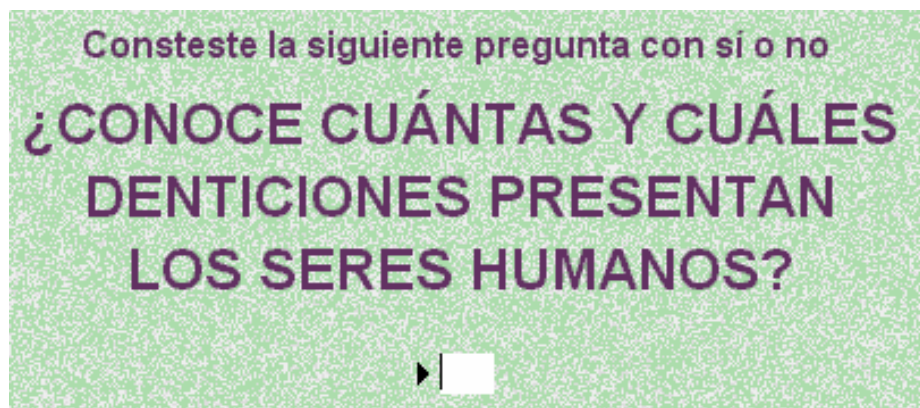 Consteste la siguiente pregunta con sí o no
¿CONOCE CUÁNTAS Y CUÁLES
DENTICIONES PRESENTAN
LOS SERES HUMANOS?